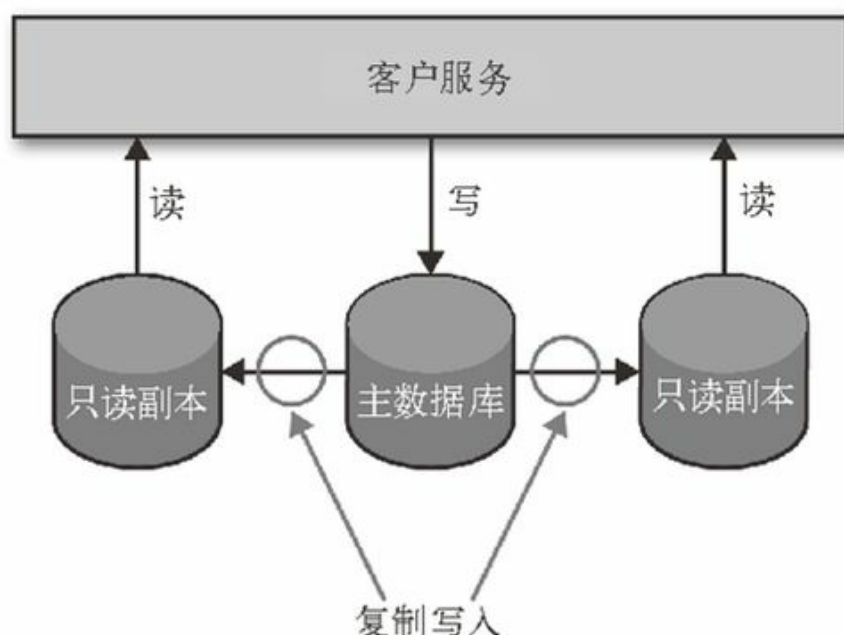 客户服务
读
写
读
只读副本
主数据库
只读副本
复制写入